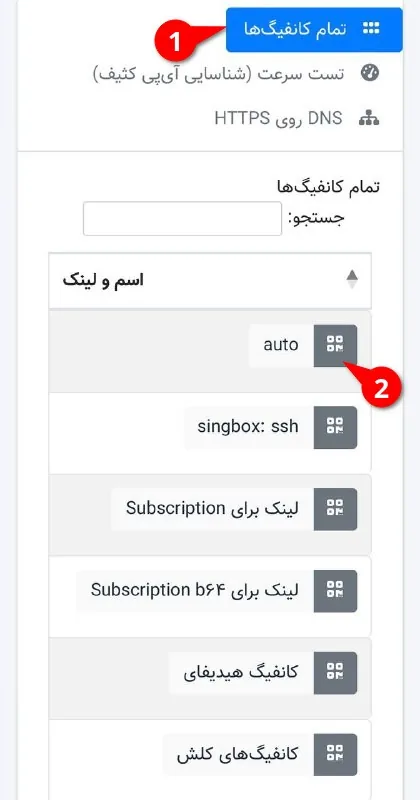 تمام کانفیگ‌ها
1
تست سرعت (شناسایی آی‌پی کثیف)
DNS روی HTTPS
تمام کانفیگ‌ها
جستجو:
اسم و لینک
auto
2
singbox: ssh
لینک برای Subscription
لینک برای Subscription b۶۴
کانفیگ هیدیفای
کانفیگ‌های کلش